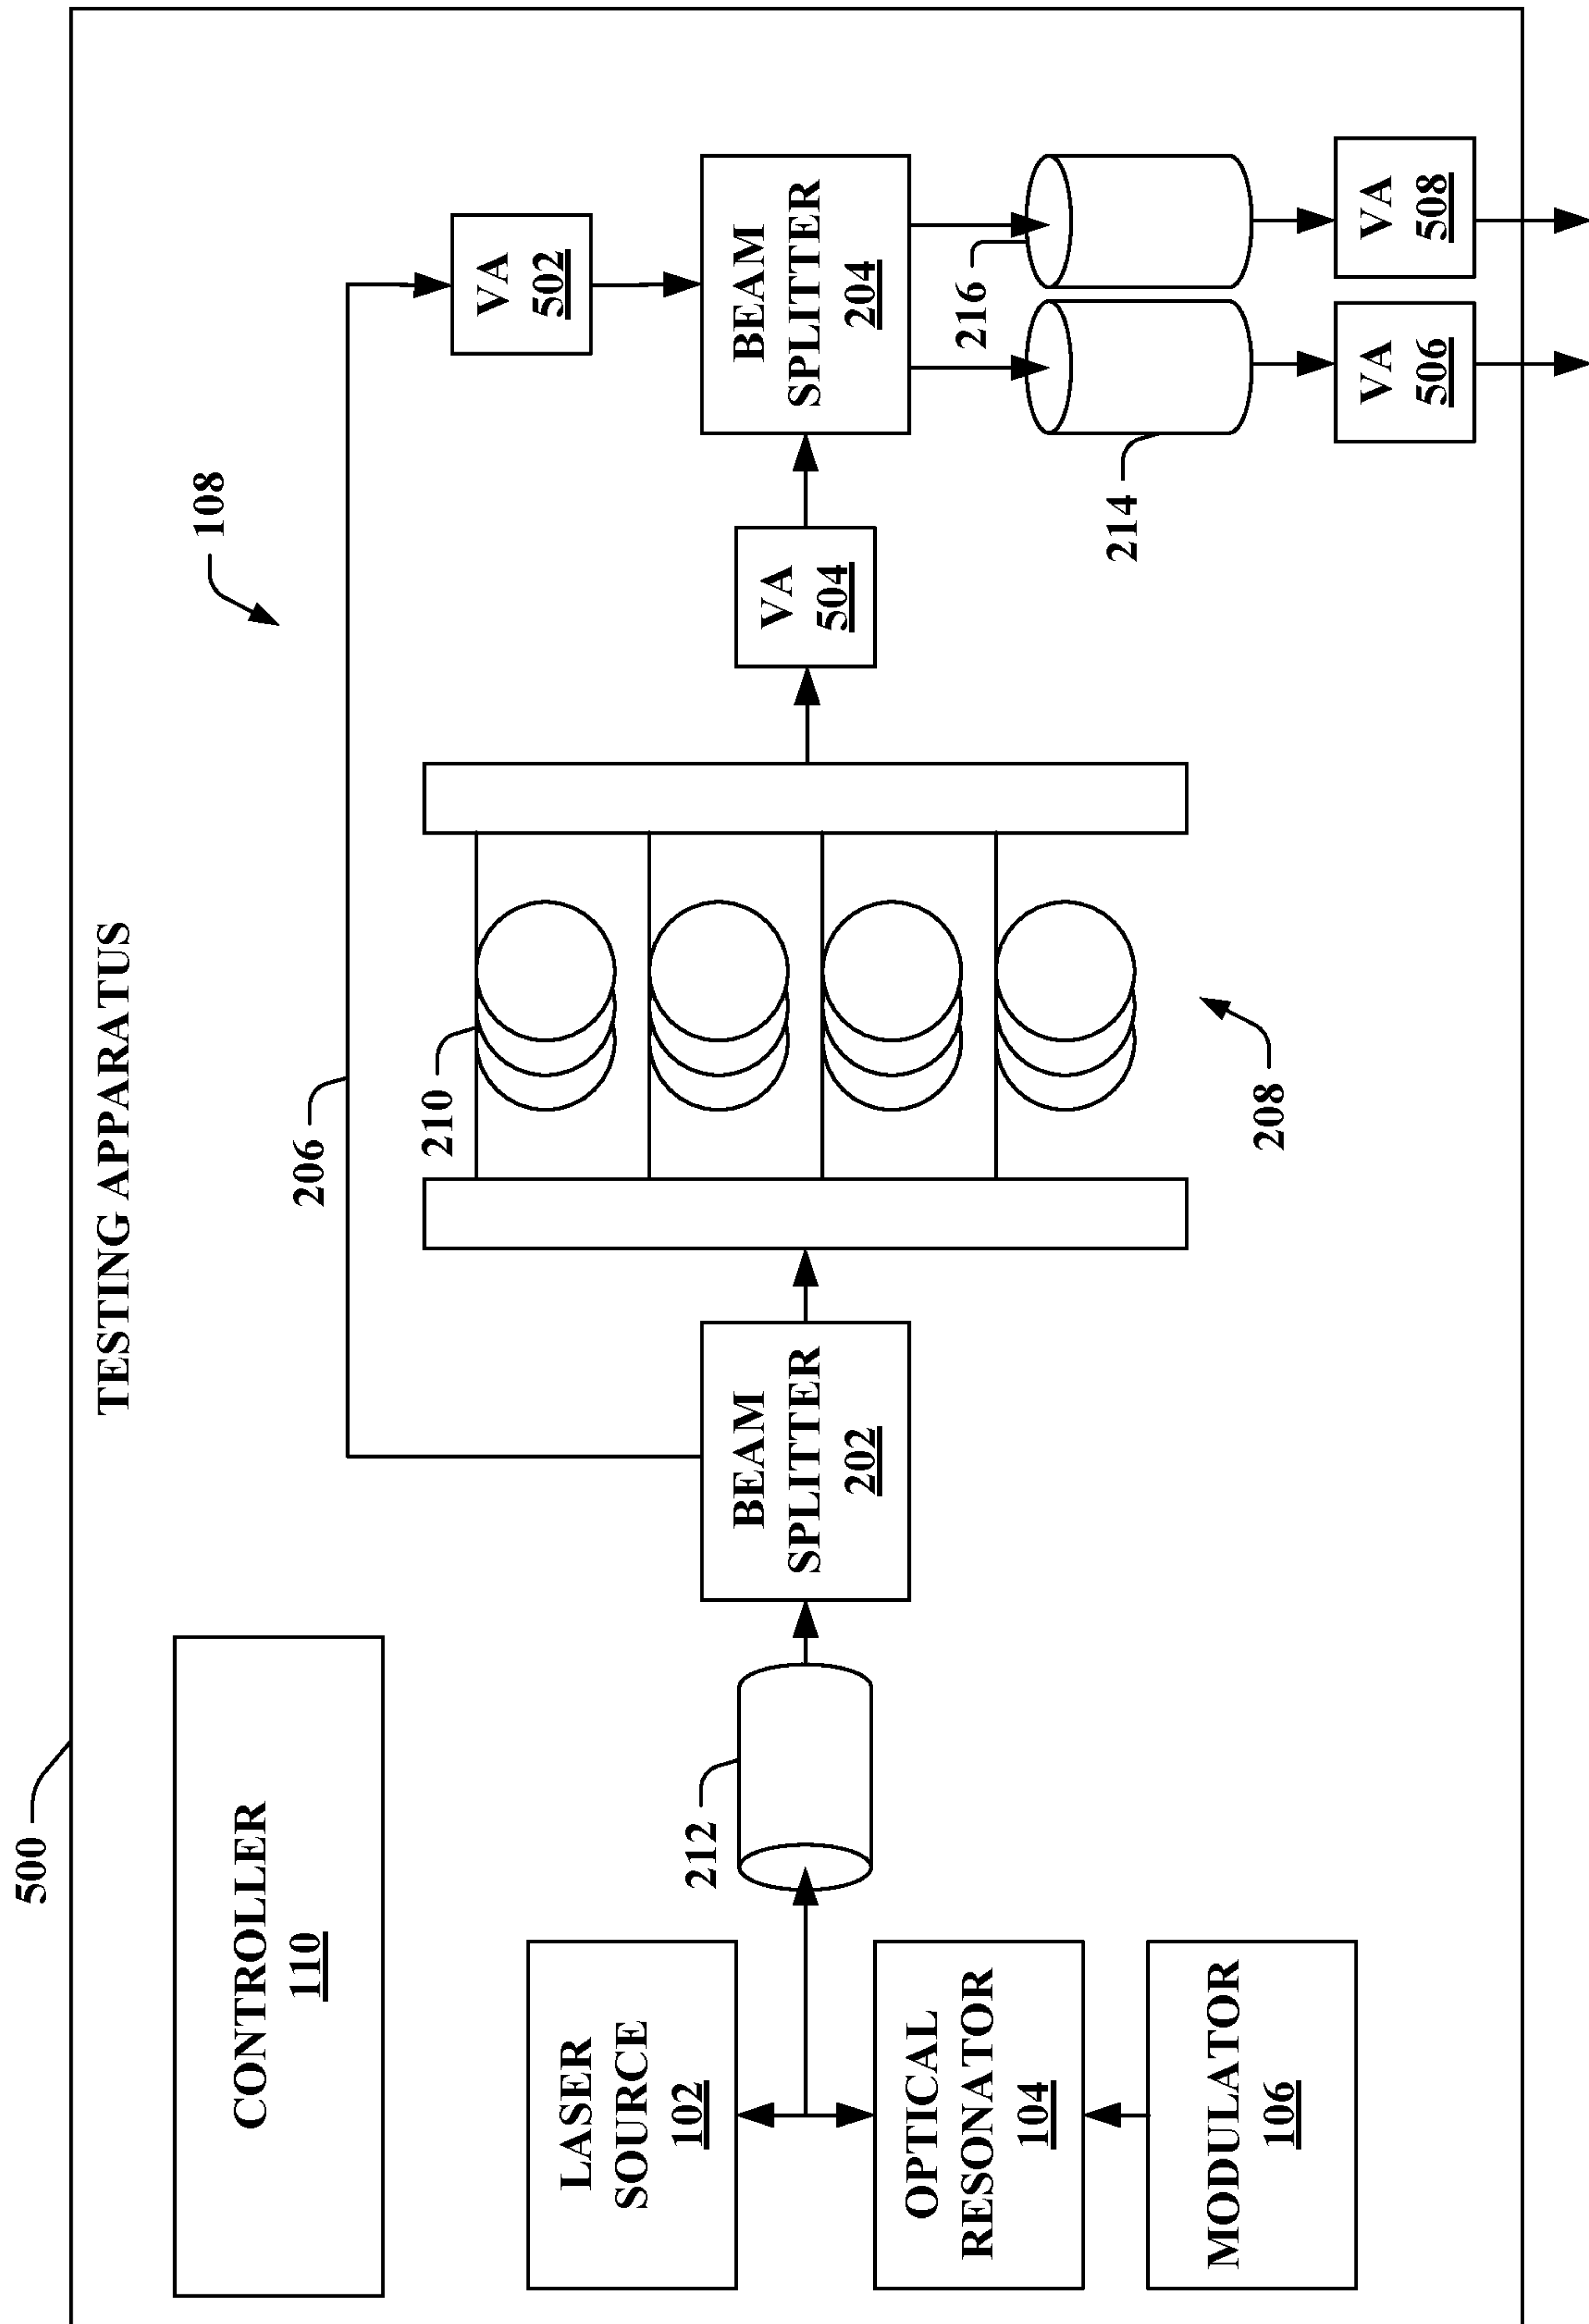 500
TESTING APPARATUS
CONTROLLER
110
108
206
VA
502
210
LASER
SOURCE
102
212
BEAM
SPLITTER
202
VA
504
BEAM
SPLITTER
204
OPTICAL
RESONATOR
104
216
214
208
MODULATOR
106
VA
506
VA
508